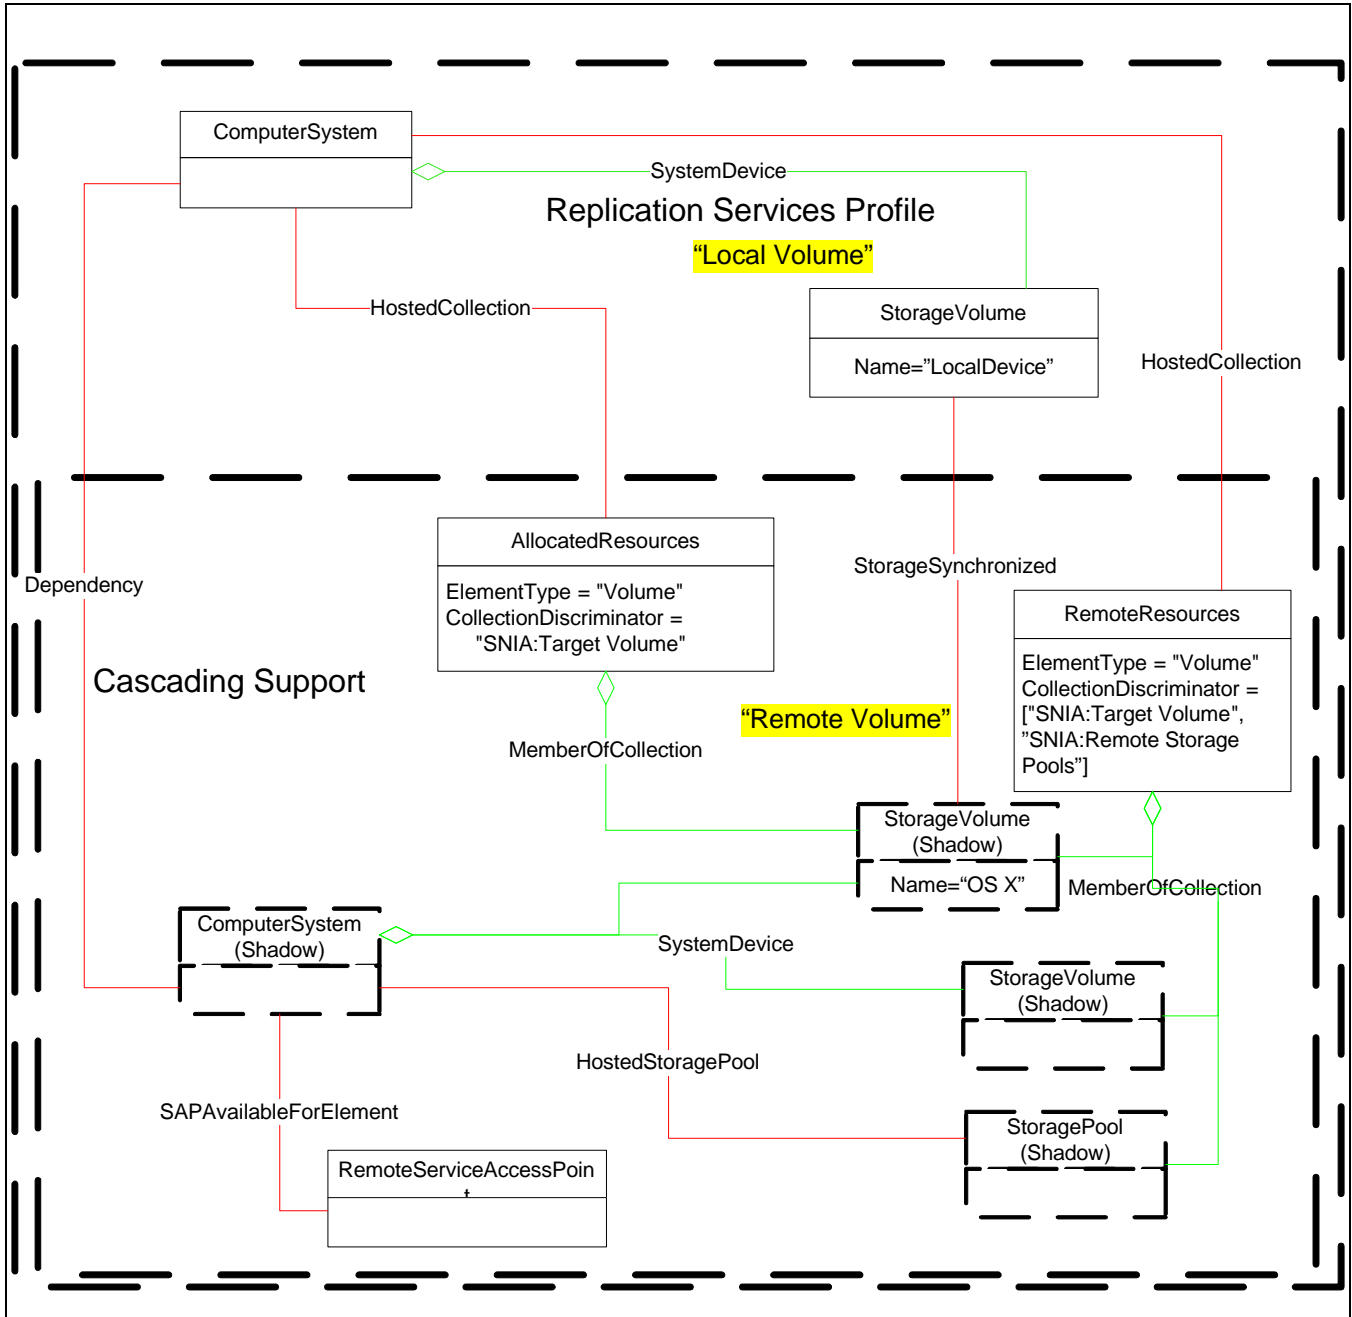 ComputerSystem
SystemDevice
Replication Services Profile
“Local Volume”
HostedCollection
StorageVolume
Name=”LocalDevice”
HostedCollection
AllocatedResources
ElementType = "Volume"
CollectionDiscriminator =
"SNIA:Target Volume"
StorageSynchronized
Dependency
RemoteResources
ElementType = "Volume"
CollectionDiscriminator =
["SNIA:Target Volume",
”SNIA:Remote Storage
Pools”]
Cascading Support
“Remote Volume”
MemberOfCollection
StorageVolume
(Shadow)
Name=“OS X”
MemberOfCollection
ComputerSystem
(Shadow)
SystemDevice
StorageVolume
(Shadow)
HostedStoragePool
SAPAvailableForElement
StoragePool
(Shadow)
RemoteServiceAccessPoin
t